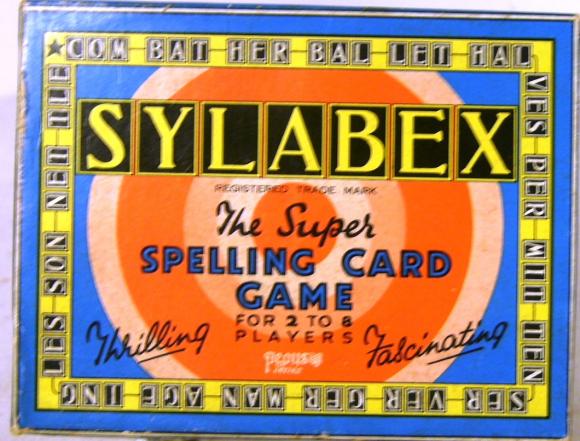 COM BAT HER BAL LET HAL
VES PER MIT TEN
SER VER GER MAN AGE ING
LES SON NET TLE
SYLABEX
REGISTERED TRADE MARK
The Super
SPELLING CARD
GAME
FOR 2 TO 8
PLAYERS
Thrilling
Fascinating